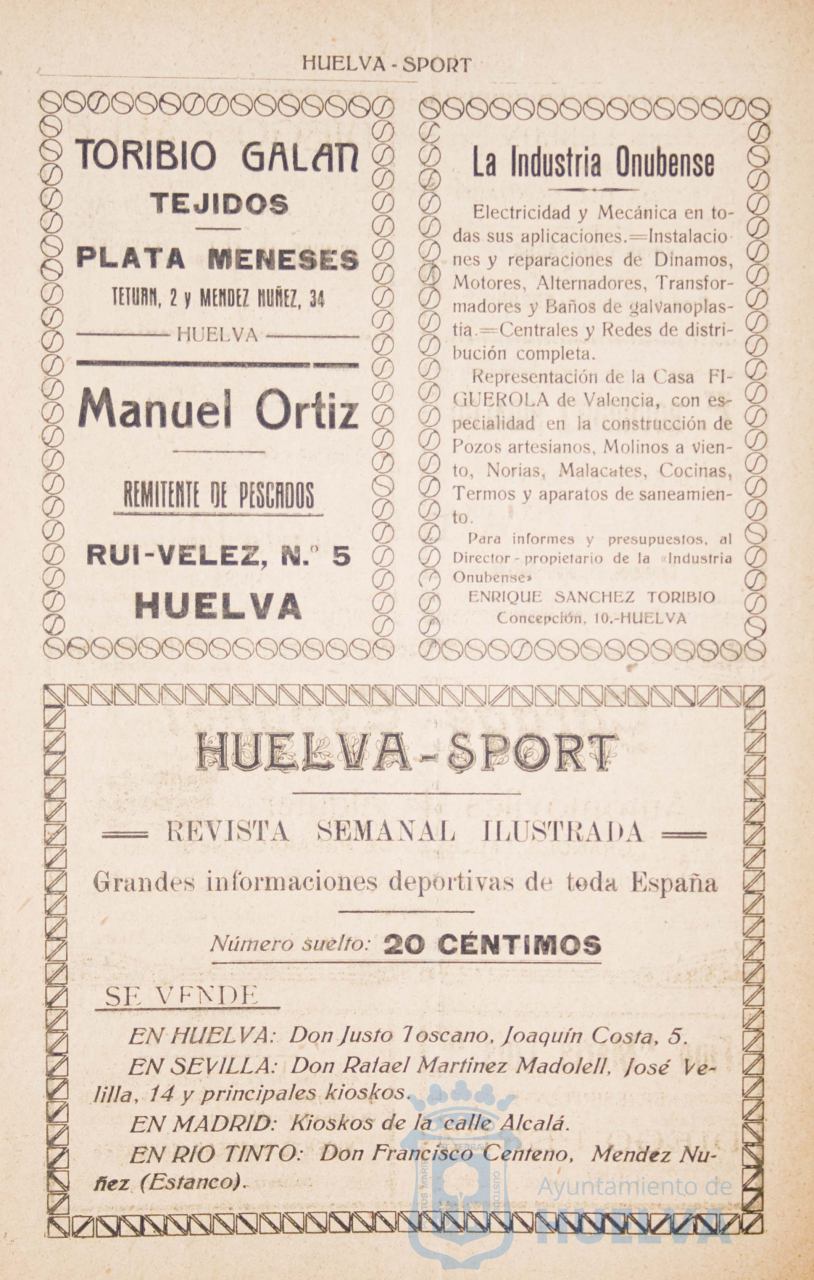 HUELVA - SPORT
TORIBIO GALAN
TEJIDOS
PLATA MENESES
TETURN, 2 y MENDEZ NUÑEZ, 34
HUELVA
Manuel Ortiz
REMITENTE DE PESCADOS
RUI-VELEZ, N.º 5
HUELVA
La Industria Onubense
Electricidad y Mecánica en to-
das sus aplicaciones.=Instalacio
nes y reparaciones de Dinamos,
Motores, Alternadores, Transfor-
madores y Baños de galvanoplas-
tia.=Centrales y Redes de distri-
bución completa.
Representación de la Casa FI-
GUEROLA de Valencia, con es-
pecialidad en la construcción de
Pozos artesianos, Molinos a vien-
to, Norias, Malacates, Cocinas,
Termos y aparatos de saneamien-
to.
Para informes y presupuestos, al
Director-propietario de la «Industria
Onubense»
ENRIQUE SANCHEZ TORIBIO
Concepción, 10.-HUELVA
HUELVA-SPORT
REVISTA SEMANAL ILUSTRADA
Grandes informaciones deportivas de toda España
Número suelto: 20 CÉNTIMOS
SE VENDE
EN HUELVA: Don Justo Toscano, Joaquín Costa, 5.
EN SEVILLA: Don Rafael Martínez Madolell, José Ve-
lilla, 14 y principales kioskos.
EN MADRID: Kioskos de la calle Alcalá.
EN RIO TINTO: Don Francisco Centeno, Mendez Nu-
ñez (Estanco).
Ayuntamiento de
HUELVA